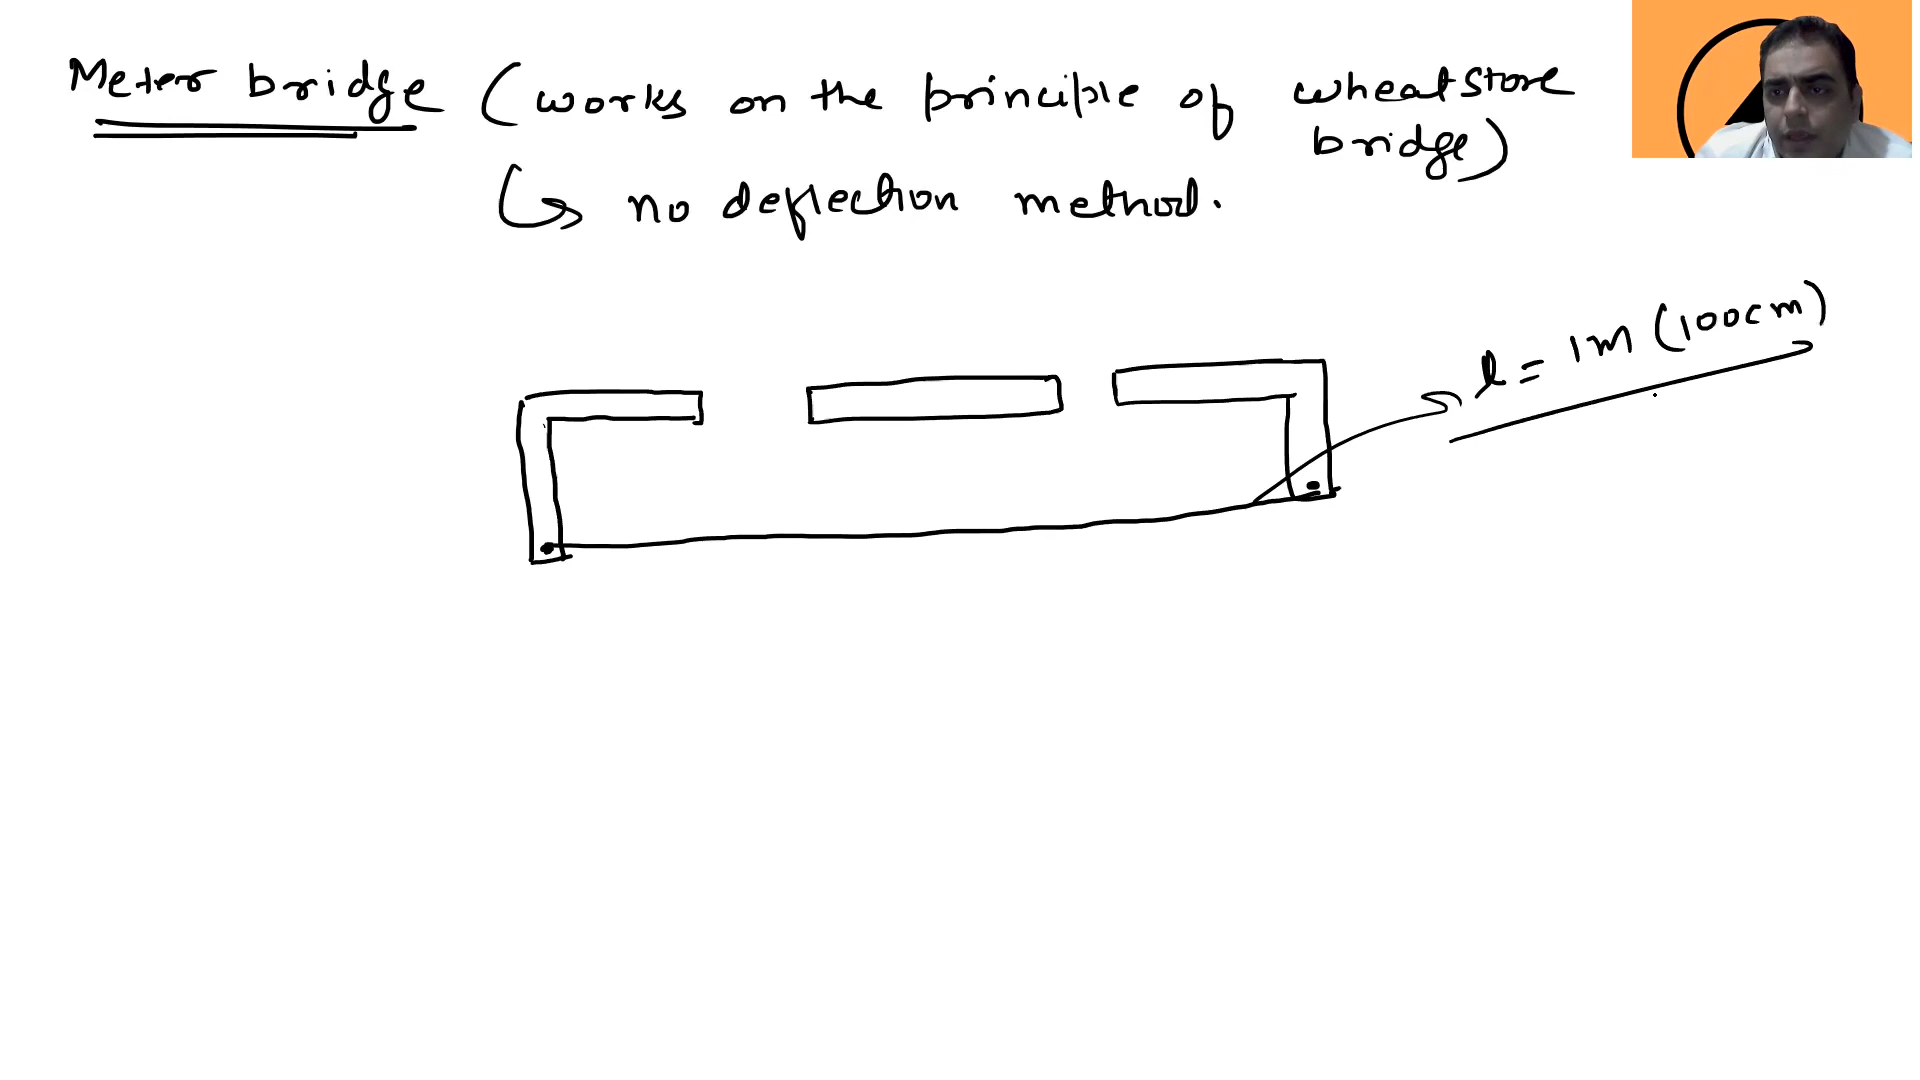 Meter bridge (works on the principle of wheatstone
bridge)
↳ no deflection method.
l = 1m (100cm)